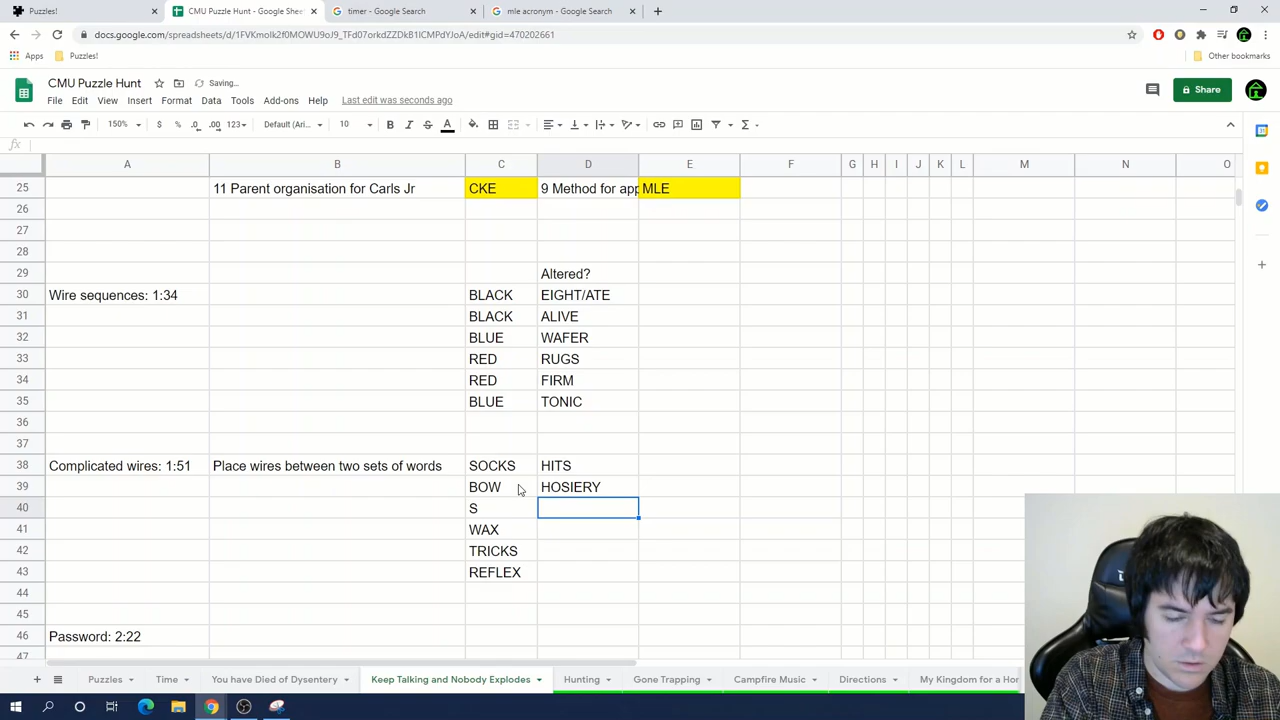 Puzzles!
CMU Puzzle Hunt - Google Sheet
timer - Google Search
mle acronym - Google Search
docs.google.com/spreadsheets/d/1FVKmolk2f0MOWU9oJ9_TFd07orkdZZDkB1ICMPdYJoA/edit#gid=470202661
Apps
Puzzles!
Other bookmarks
CMU Puzzle Hunt
Saving...
File Edit View Insert Format Data Tools Add-ons Help Last edit was seconds ago
Share
150% $ % .0 .00 123 Default (Ari... 10 B I S A
fx
A B C D E F G H I J K L M N O
25 11 Parent organisation for Carls Jr CKE 9 Method for app MLE
26
27
28
29 Altered?
30 Wire sequences: 1:34 BLACK EIGHT/ATE
31 BLACK ALIVE
32 BLUE WAFER
33 RED RUGS
34 RED FIRM
35 BLUE TONIC
36
37
38 Complicated wires: 1:51 Place wires between two sets of words SOCKS HITS
39 BOW HOSIERY
40 S
41 WAX
42 TRICKS
43 REFLEX
44
45
46 Password: 2:22
47
Puzzles Time You have Died of Dysentery Keep Talking and Nobody Explodes Hunting Gone Trapping Campfire Music Directions My Kingdom for a Hor